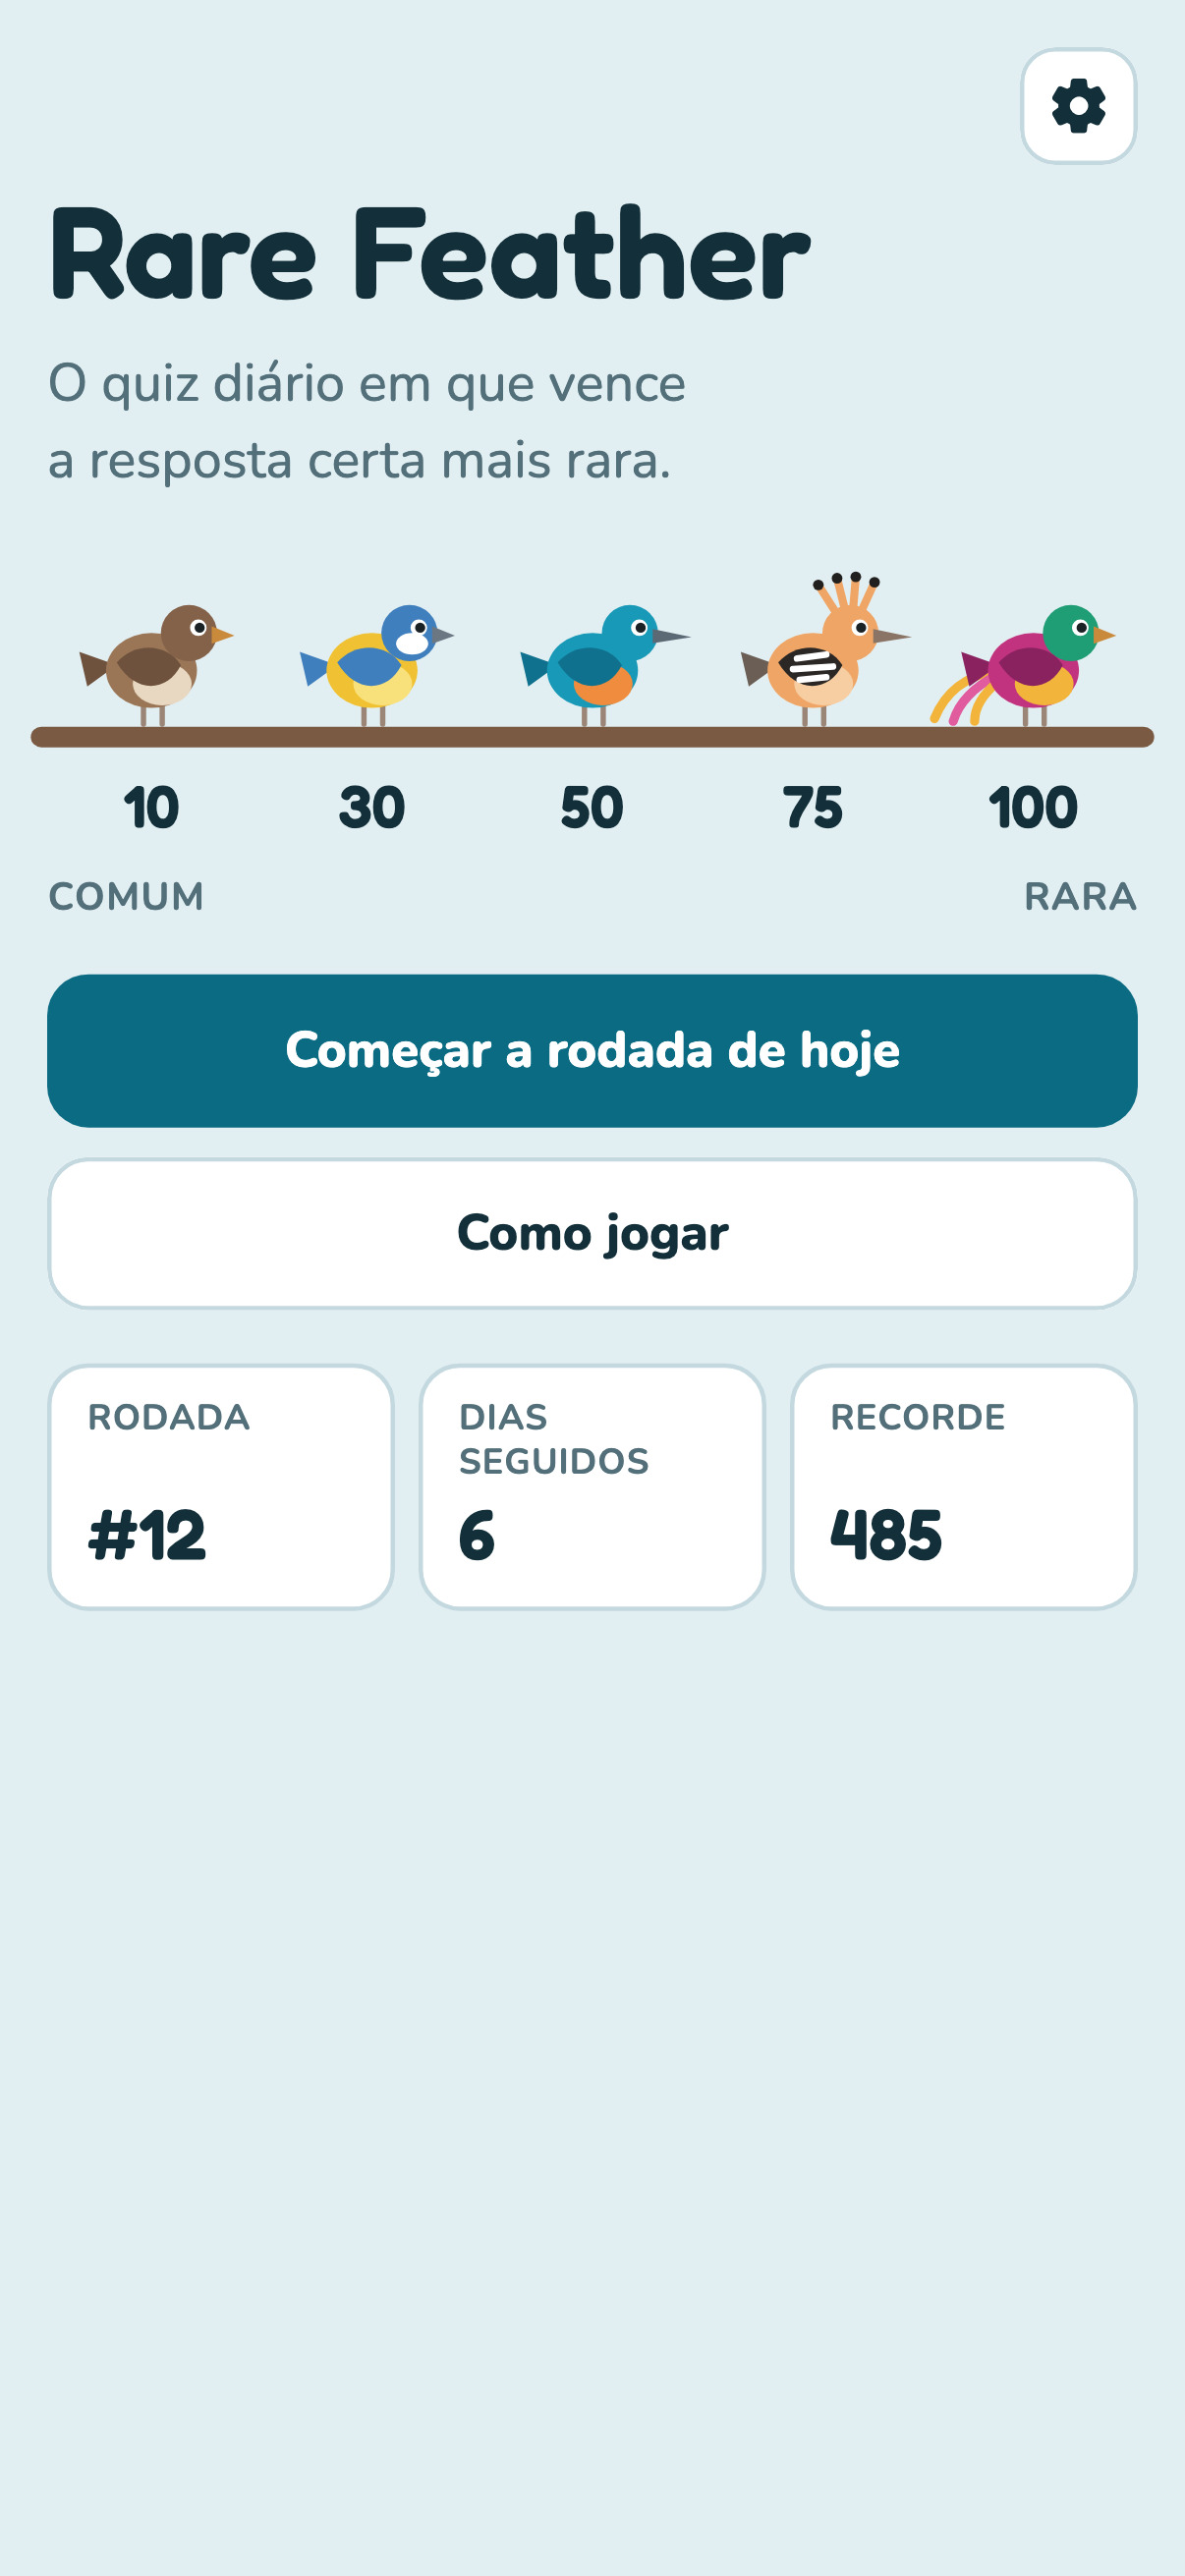 Rare Feather
O quiz diário em que vence
a resposta certa mais rara.
10 30 50 75 100
COMUM RARA
Começar a rodada de hoje
Como jogar
RODADA
#12
DIAS
SEGUIDOS
6
RECORDE
485